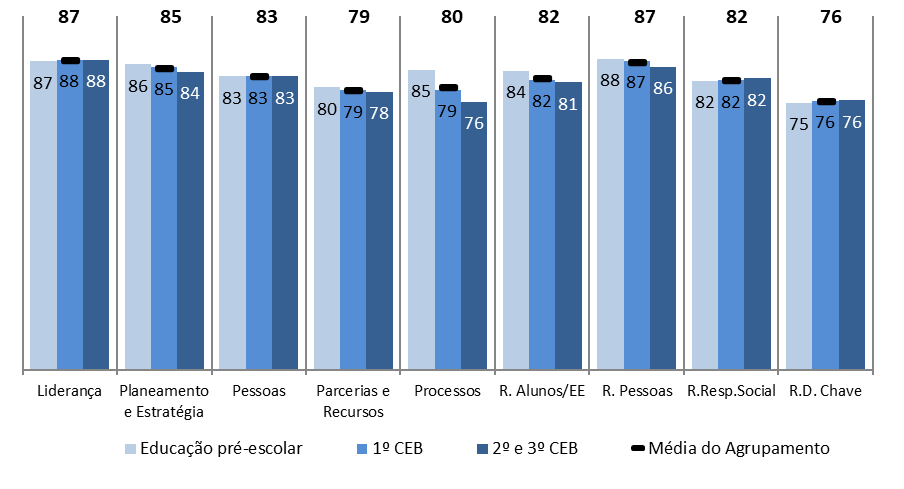 87 85 83 79 80 82 87 82 76
87 88 88 86 85 84 83 83 83 80 79 78 85 79 76 84 82 81 88 87 86 82 82 82 75 76 76
Liderança Planeamento Pessoas Parcerias e Processos R. Alunos/EE R. Pessoas R.Resp.Social R.D. Chave
e Estratégia Recursos
Educação pré-escolar 1º CEB 2º e 3º CEB Média do Agrupamento